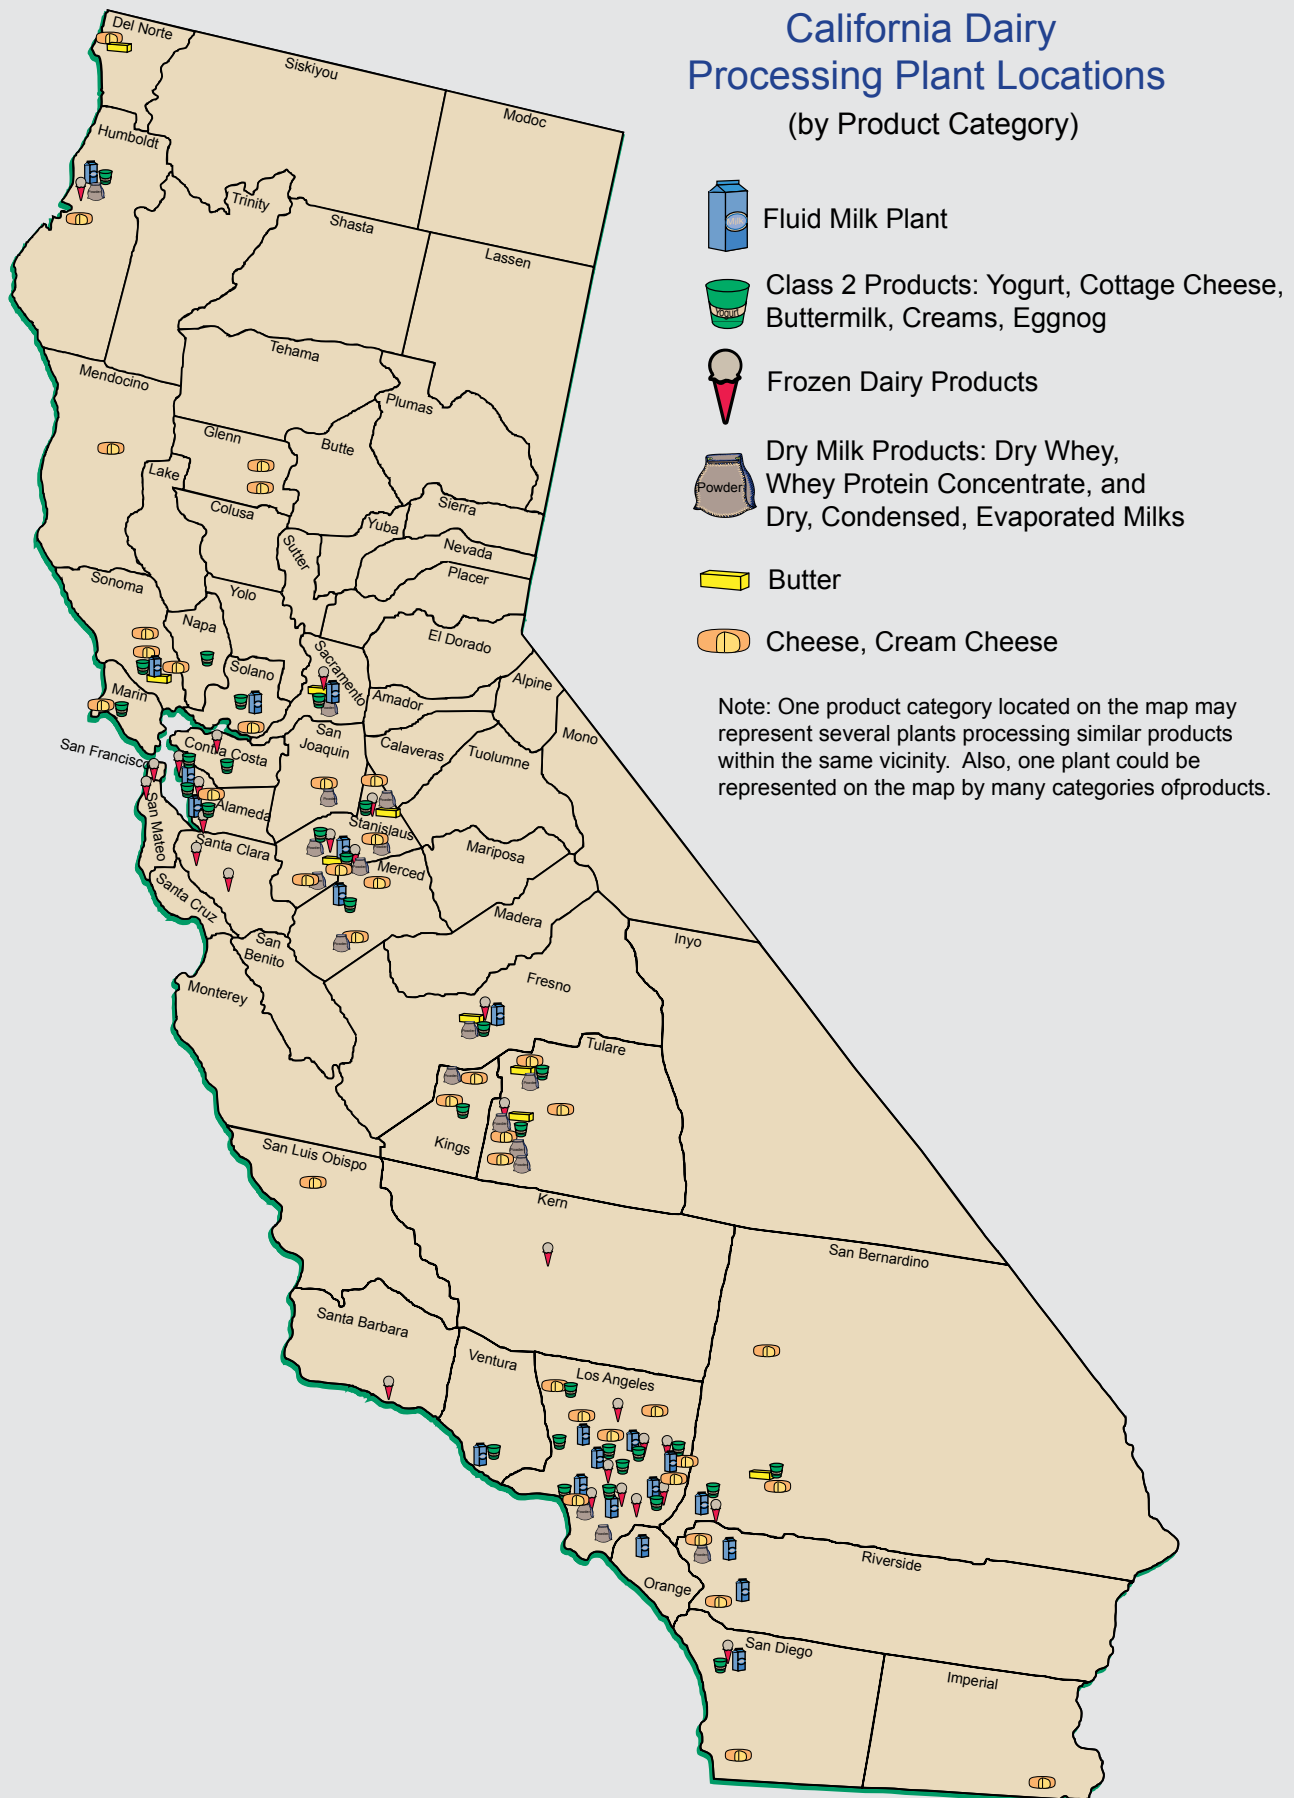 California Dairy
Processing Plant Locations
(by Product Category)
Fluid Milk Plant
Class 2 Products: Yogurt, Cottage Cheese,
Buttermilk, Creams, Eggnog
Yogurt
Frozen Dairy Products
Dry Milk Products: Dry Whey,
Whey Protein Concentrate, and
Dry, Condensed, Evaporated Milks
Powder
Butter
Cheese, Cream Cheese
Note: One product category located on the map may
represent several plants processing similar products
within the same vicinity.  Also, one plant could be
represented on the map by many categories ofproducts.
Del Norte
Siskiyou
Modoc
Humboldt
Trinity
Shasta
Lassen
Tehama
Mendocino
Plumas
Glenn
Butte
Lake
Colusa
Sierra
Yuba
Sutter
Nevada
Placer
Sonoma
Yolo
Napa
El Dorado
Sacramento
Solano
Alpine
Marin
Amador
San
Joaquin
Mono
Calaveras
Tuolumne
San Francisco
Contra Costa
Alameda
San Mateo
Stanislaus
Santa Clara
Mariposa
Merced
Santa Cruz
Madera
San
Benito
Inyo
Fresno
Monterey
Tulare
Kings
San Luis Obispo
Kern
San Bernardino
Santa Barbara
Ventura
Los Angeles
Riverside
Orange
San Diego
Imperial